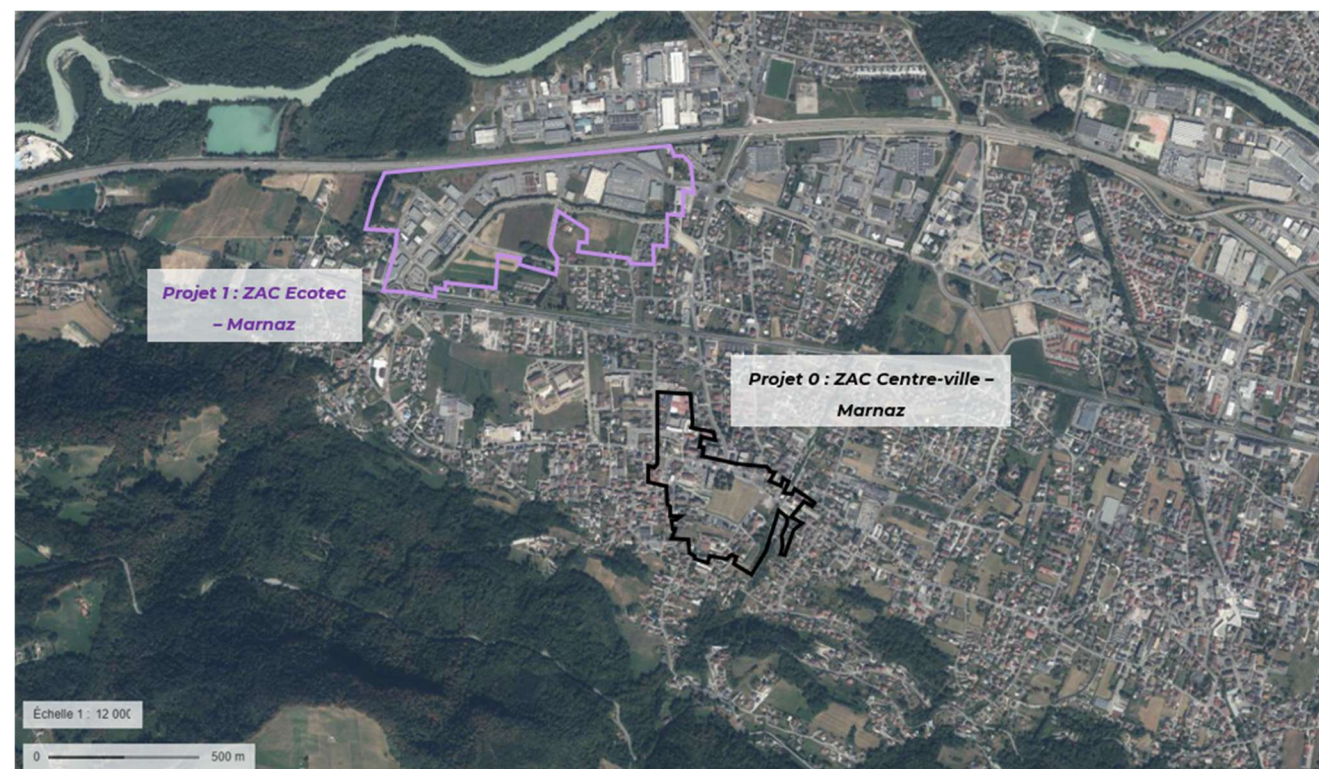 Projet 1 : ZAC Ecotec
– Marnaz
Projet 0 : ZAC Centre-ville –
Marnaz
Échelle 1 : 12 000
0 500 m